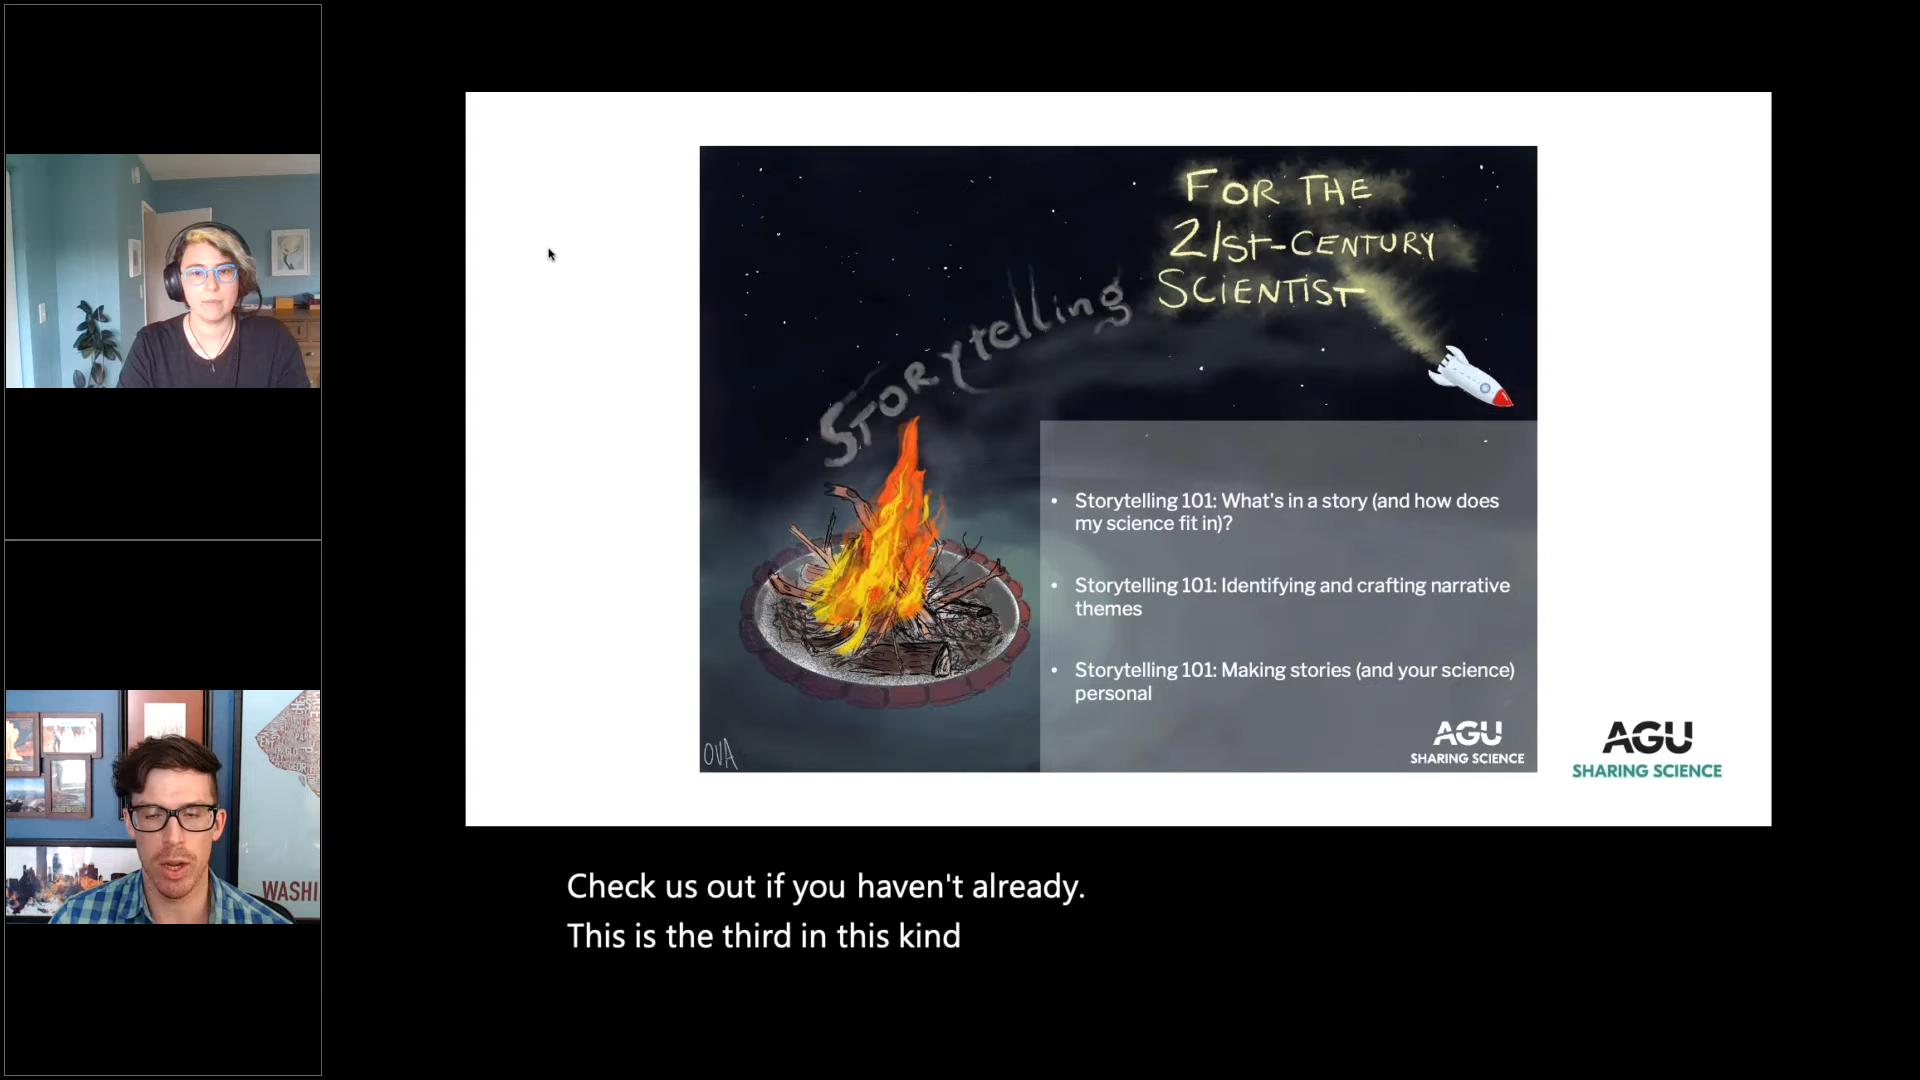 FOR THE
21ST-CENTURY
SCIENTIST
Storytelling
• Storytelling 101: What's in a story (and how does
my science fit in)?
• Storytelling 101: Identifying and crafting narrative
themes
• Storytelling 101: Making stories (and your science)
personal
OVA
AGU
SHARING SCIENCE
AGU
SHARING SCIENCE
WASHI
Check us out if you haven't already.
This is the third in this kind